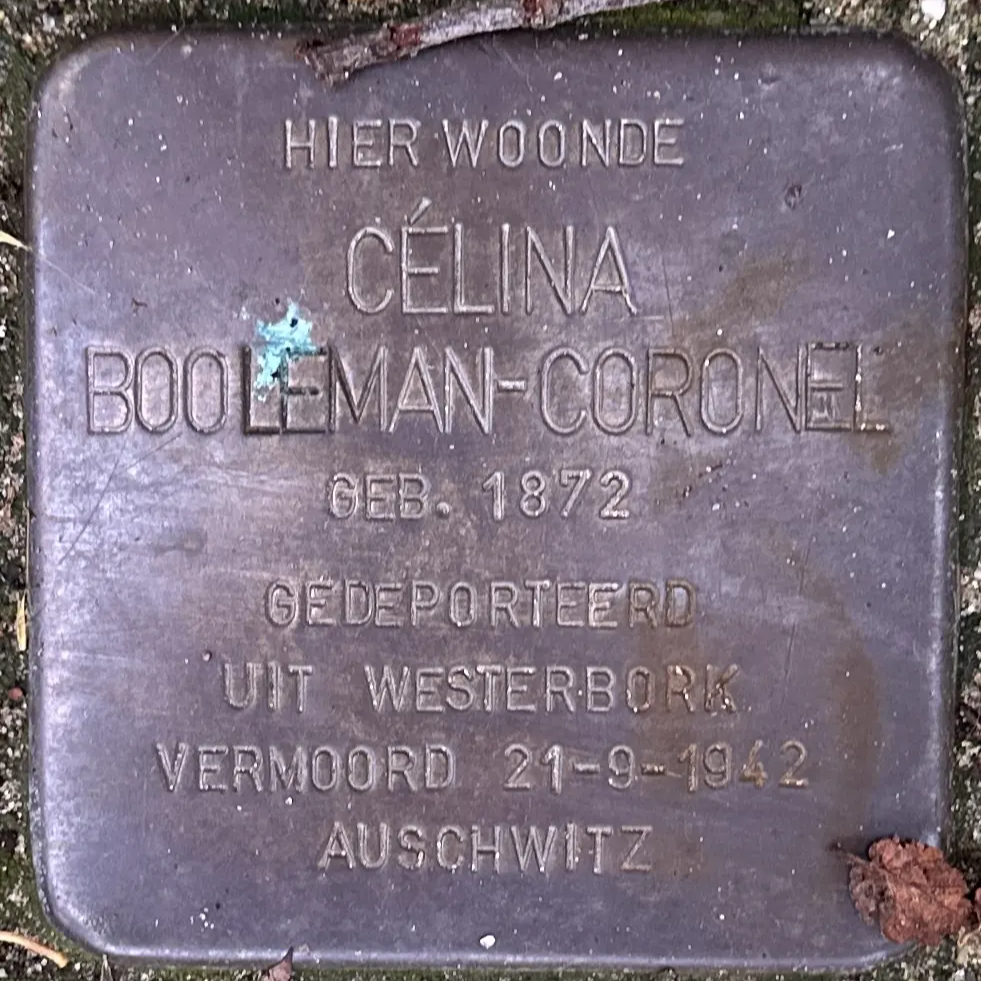 HIER WOONDE
CÉLINA
BOOLEMAN-CORONEL
GEB. 1872
GEDEPORTEERD
UIT WESTERBORK
VERMOORD 21-9-1942
AUSCHWITZ